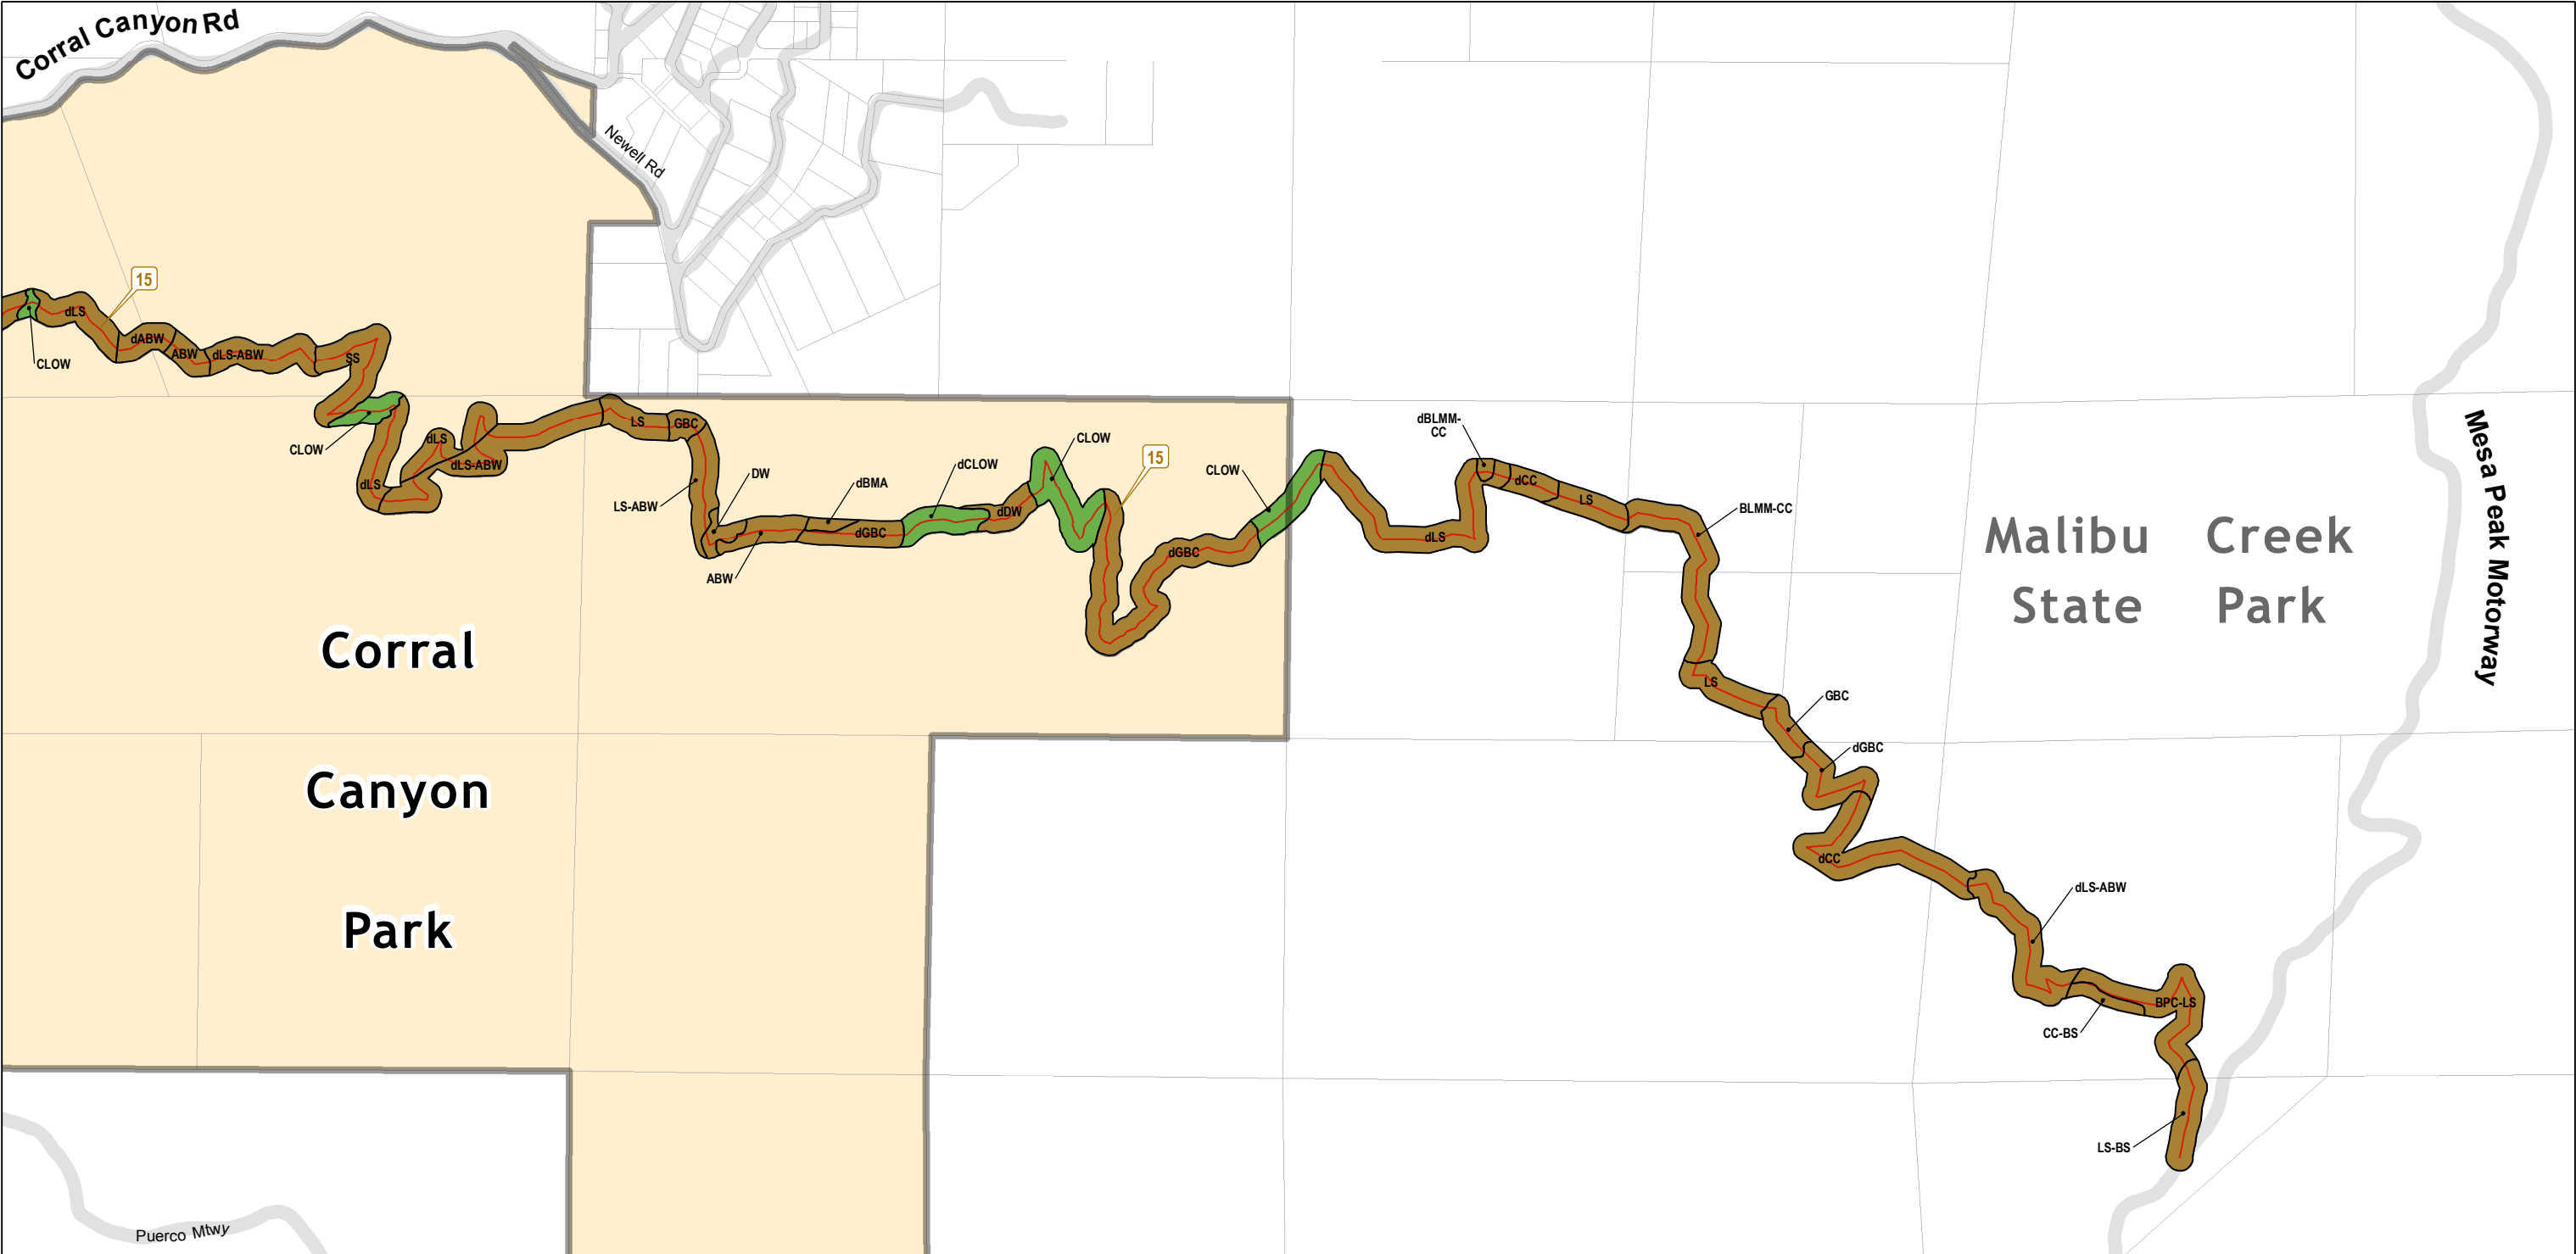 Corral Canyon Rd
Newell Rd
15
dLS
dABW
ABW
dLS-ABW
SS
CLOW
CLOW
dLS
dLS
dLS-ABW
LS
GBC
LS-ABW
DW
ABW
dBMA
dGBC
dCLOW
dDW
CLOW
15
dGBC
CLOW
dLS
dBLMM-
CC
dCC
LS
BLMM-CC
LS
GBC
dGBC
dCC
dLS-ABW
CC-BS
BPC-LS
LS-BS
Malibu Creek
State Park
Mesa Peak Motorway
Corral
Canyon
Park
Puerco Mtwy